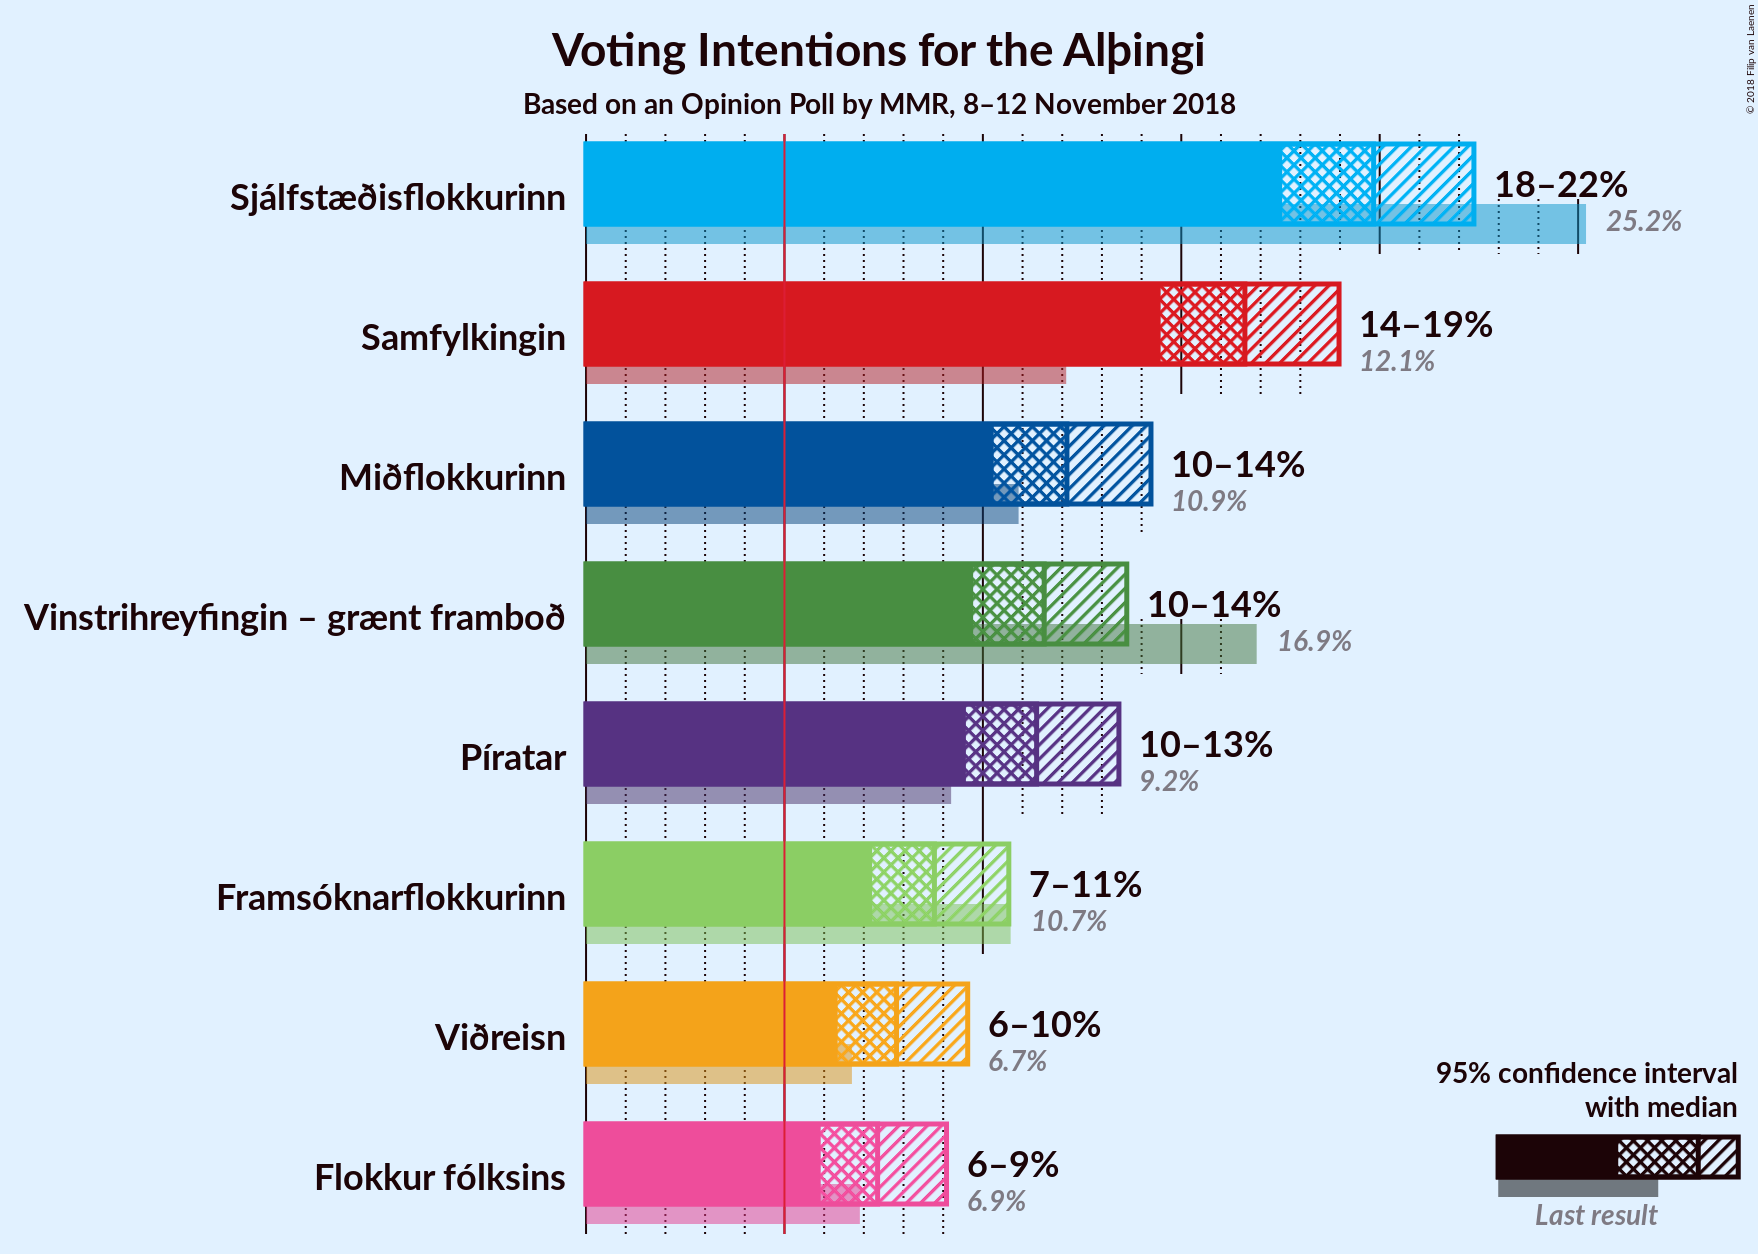 Voting Intentions for the Alþingi
Based on an Opinion Poll by MMR, 8–12 November 2018
© 2018 Filip van Laenen
Sjálfstæðisflokkurinn
18–22%
25.2%
Samfylkingin
14–19%
12.1%
Miðflokkurinn
10–14%
10.9%
Vinstrihreyfingin – grænt framboð
10–14%
16.9%
Píratar
10–13%
9.2%
Framsóknarflokkurinn
7–11%
10.7%
Viðreisn
6–10%
6.7%
Flokkur fólksins
6–9%
6.9%
95% confidence interval
with median
Last result